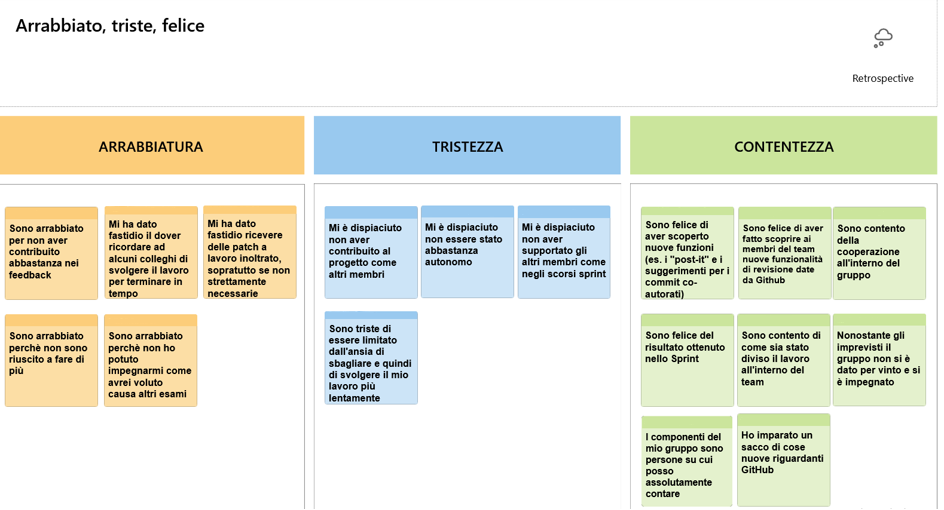 Arrabbiato, triste, felice
Retrospective
ARRABBIATURA
Sono arrabbiato
per non aver
contribuito
abbastanza nei
feedback
Mi ha dato
fastidio il dover
ricordare ad
alcuni colleghi di
svolgere il lavoro
per terminare in
tempo
Mi ha dato
fastidio ricevere
delle patch a
lavoro inoltrato,
sopratutto se non
strettamente
necessarie
Sono arrabbiato
perchè non sono
riuscito a fare di
più
Sono arrabbiato
perchè non ho
potuto
impegnarmi come
avrei voluto
causa altri esami
TRISTEZZA
Mi è dispiaciuto
non aver
contribuito al
progetto come
altri membri
Mi è dispiaciuto
non essere stato
abbastanza
autonomo
Mi è dispiaciuto
non aver
supportato gli
altri membri come
negli scorsi sprint
Sono triste di
essere limitato
dall'ansia di
sbagliare e quindi
di svolgere il mio
lavoro più
lentamente
CONTENTEZZA
Sono felice di
aver scoperto
nuove funzioni
(es. i "post-it" e i
suggerimenti per i
commit co-
autorati)
Sono felice di aver
fatto scoprire ai
membri del team
nuove funzionalità
di revisione date
da Github
Sono contento
della
cooperazione
all'interno del
gruppo
Sono felice del
risultato ottenuto
nello Sprint
Sono contento di
come sia stato
diviso il lavoro
all'interno del
team
Nonostante gli
imprevisti il
gruppo non si è
dato per vinto e si
è impegnato
I componenti del
mio gruppo sono
persone su cui
posso
assolutamente
contare
Ho imparato un
sacco di cose
nuove riguardanti
GitHub